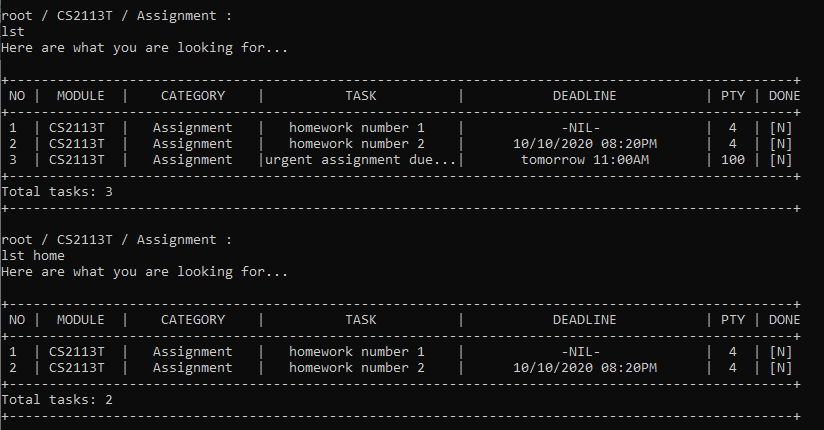 root / CS2113T / Assignment :
lst
Here are what you are looking for...
+--------------------------------------------------------------------------------------------------+
NO | MODULE | CATEGORY | TASK | DEADLINE | PTY | DONE
+--------------------------------------------------------------------------------------------------+
1 | CS2113T | Assignment | homework number 1 | -NIL- | 4 | [N]
2 | CS2113T | Assignment | homework number 2 | 10/10/2020 08:20PM | 4 | [N]
3 | CS2113T | Assignment |urgent assignment due...| tomorrow 11:00AM | 100 | [N]
+--------------------------------------------------------------------------------------------------+
Total tasks: 3
+--------------------------------------------------------------------------------------------------+
root / CS2113T / Assignment :
lst home
Here are what you are looking for...
+--------------------------------------------------------------------------------------------------+
NO | MODULE | CATEGORY | TASK | DEADLINE | PTY | DONE
+--------------------------------------------------------------------------------------------------+
1 | CS2113T | Assignment | homework number 1 | -NIL- | 4 | [N]
2 | CS2113T | Assignment | homework number 2 | 10/10/2020 08:20PM | 4 | [N]
+--------------------------------------------------------------------------------------------------+
Total tasks: 2
+--------------------------------------------------------------------------------------------------+